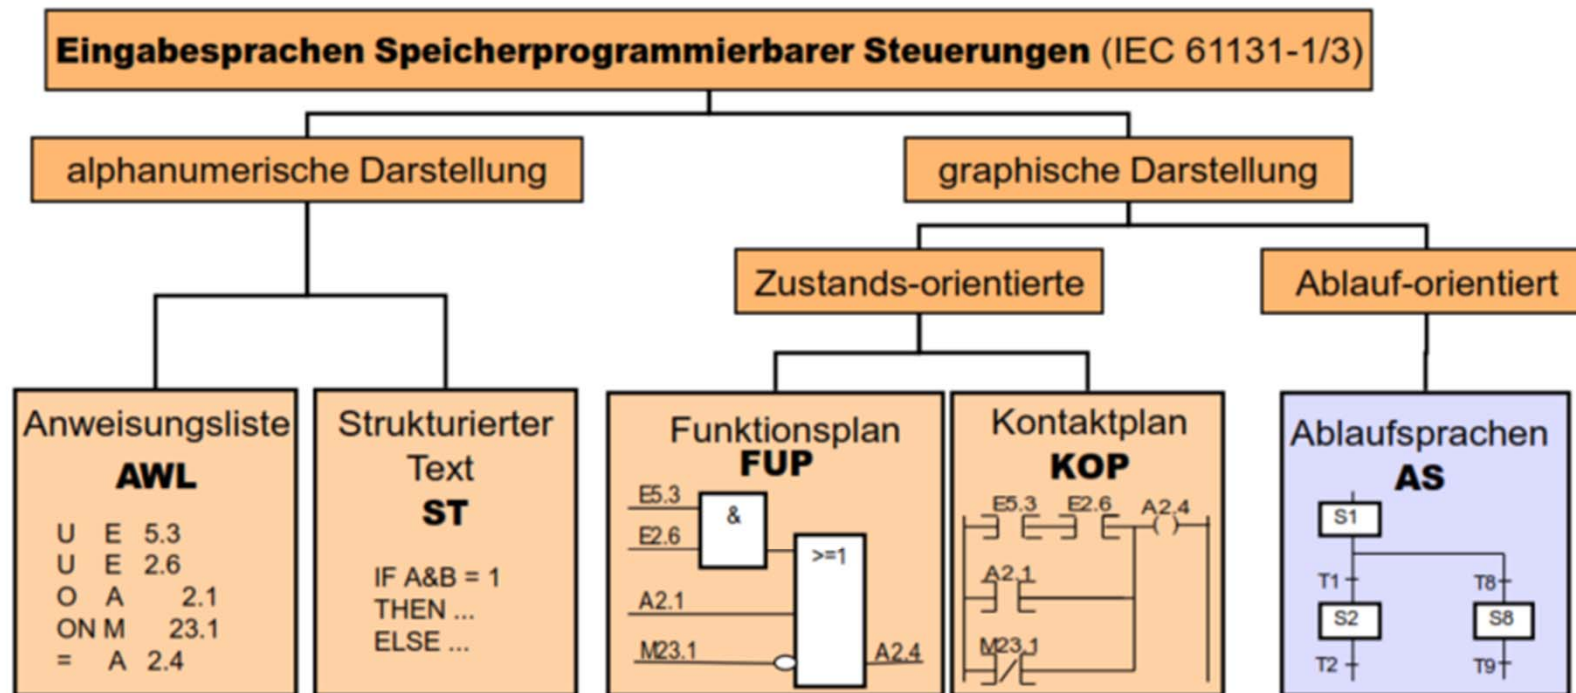 Eingabesprachen Speicherprogrammierbarer Steuerungen (IEC 61131-1/3)
alphanumerische Darstellung
graphische Darstellung
Zustands-orientierte
Ablauf-orientiert
Anweisungsliste
AWL
U E 5.3
U E 2.6
O A 2.1
ON M 23.1
= A 2.4
Strukturierter
Text
ST
IF A&B = 1
THEN ...
ELSE ...
Funktionsplan
FUP
E5.3
&
E2.6
>=1
A2.1
M23.1
A2.4
Kontaktplan
KOP
E5.3 E2.6 A2.4
A2.1
M23.1
Ablaufsprachen
AS
S1
T1 T8
S2 S8
T2 T9